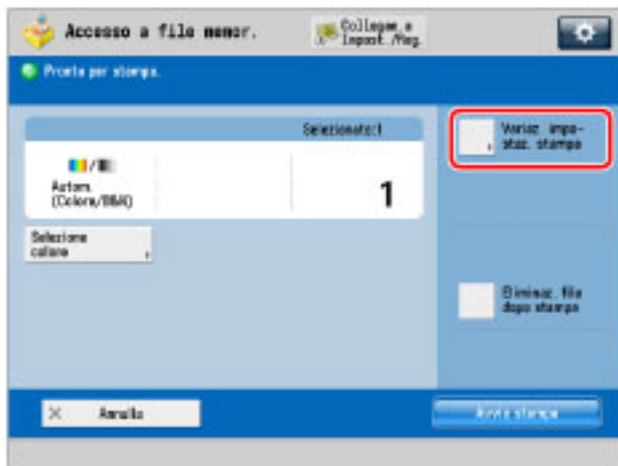 Accesso a file memor.
Collegam. a
Impost./Reg.
Pronta per stampa.
Selezionato:1
Autom.
(Colore/B&N)
1
Selezione
colore
Variaz. impo-
staz. stampa
Eliminaz. file
dopo stampa
Annulla
Avvio stampa